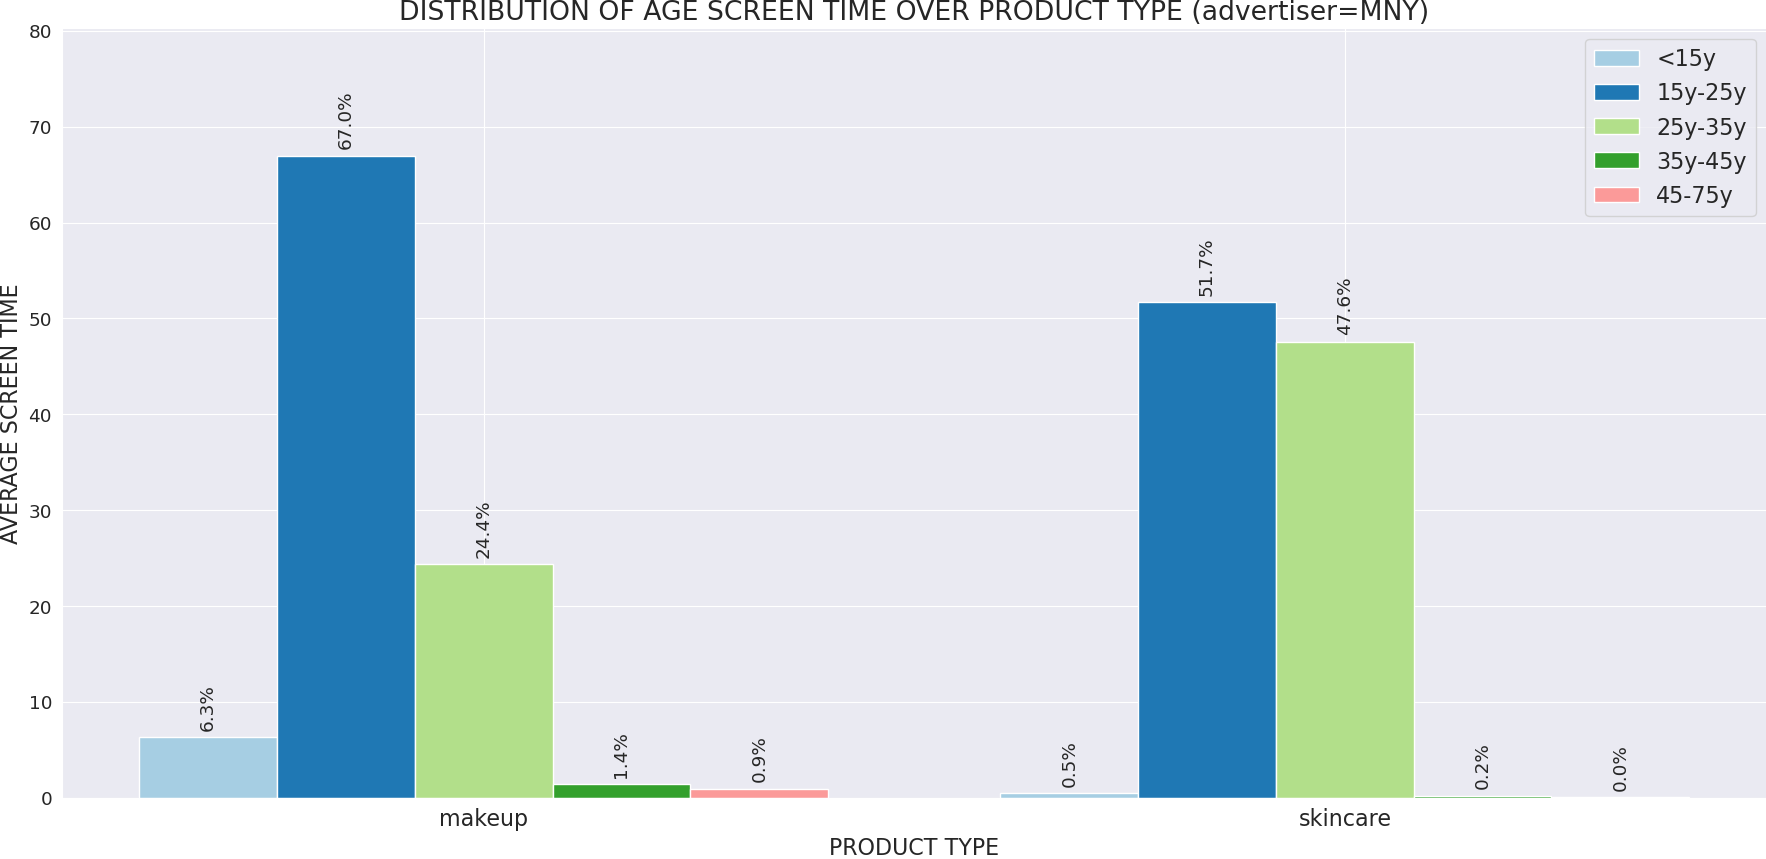 DISTRIBUTION OF AGE SCREEN TIME OVER PRODUCT TYPE (advertiser=MNY)
80
70
60
50
40
30
20
10
0
AVERAGE SCREEN TIME
6.3%
67.0%
24.4%
1.4%
0.9%
0.5%
51.7%
47.6%
0.2%
0.0%
<15y
15y-25y
25y-35y
35y-45y
45-75y
makeup
skincare
PRODUCT TYPE